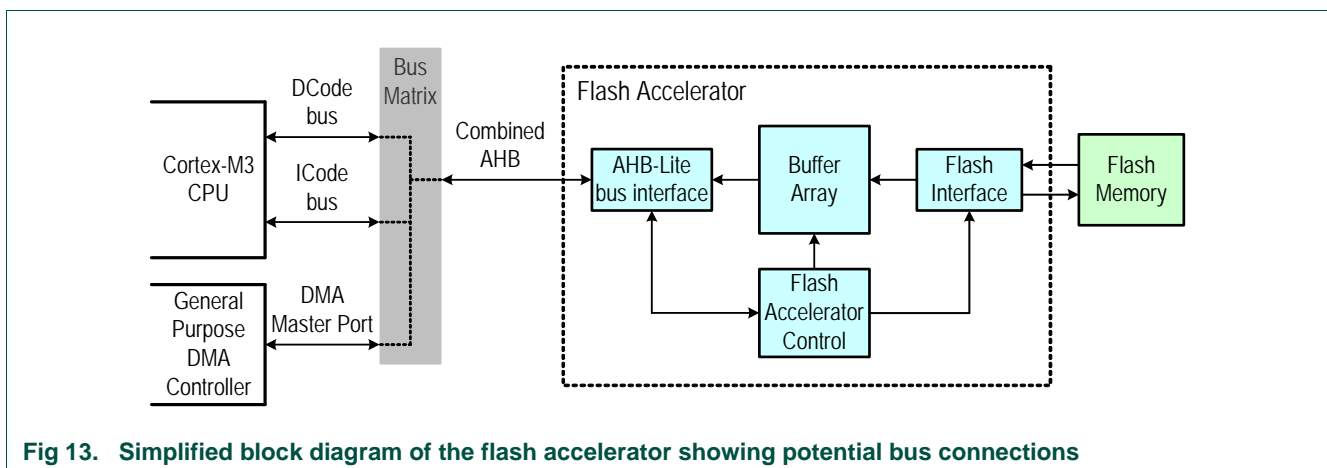 Bus
Matrix
DCode
bus
Cortex-M3
CPU
ICode
bus
General
Purpose
DMA
Controller
DMA
Master Port
Combined
AHB
Flash Accelerator
AHB-Lite
bus interface
Buffer
Array
Flash
Interface
Flash
Memory
Flash
Accelerator
Control
Fig 13. Simplified block diagram of the flash accelerator showing potential bus connections